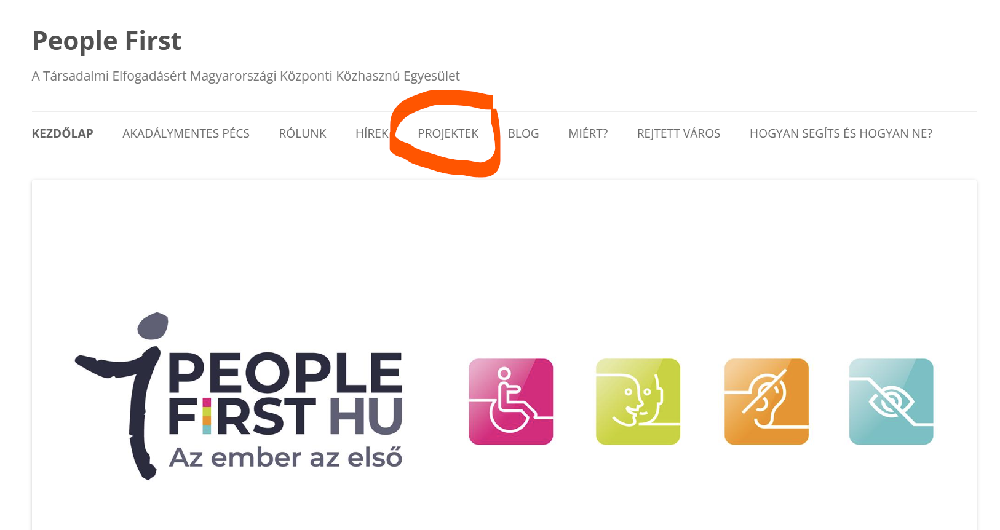 People First
A Társadalmi Elfogadásért Magyarországi Központi Közhasznú Egyesület
KEZDŐLAP AKADÁLYMENTES PÉCS RÓLUNK HÍREK PROJEKTEK BLOG MIÉRT? REJTETT VÁROS HOGYAN SEGÍTS ÉS HOGYAN NE?
PEOPLE
FIRST HU
Az ember az első